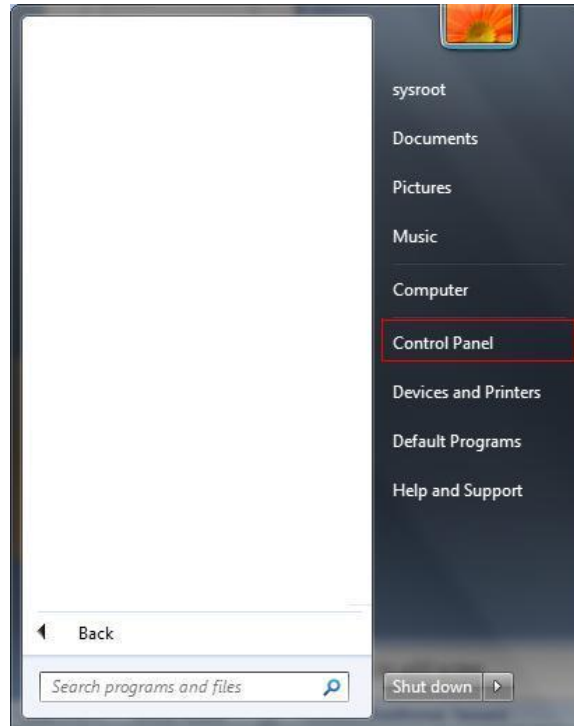 sysroot
Documents
Pictures
Music
Computer
Control Panel
Devices and Printers
Default Programs
Help and Support
Back
Search programs and files
Shut down